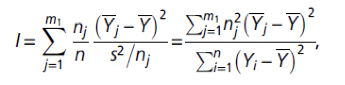 $I = \sum_{j=1}^{m_1} \frac{n_j}{n} \frac{(\overline{Y}_j - \overline{Y})^2}{s^2/n_j} = \frac{\sum_{j=1}^{m_1} n_j^2 (\overline{Y}_j - \overline{Y})^2}{\sum_{i=1}^{n} (Y_i - \overline{Y})^2},$